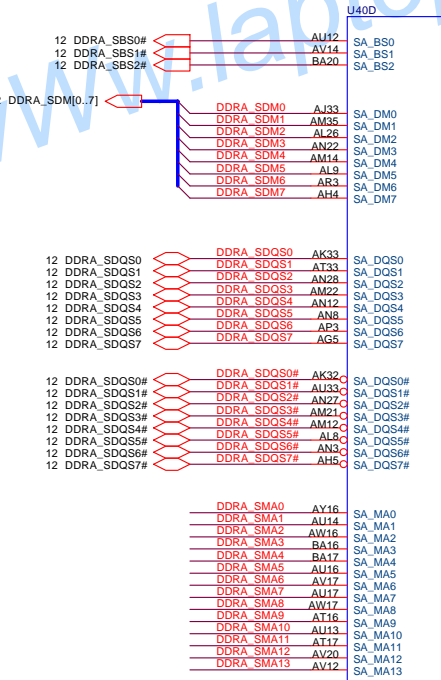 U40D
12 DDRA_SBS0# AU12 SA_BS0
12 DDRA_SBS1# AV14 SA_BS1
12 DDRA_SBS2# BA20 SA_BS2
DDRA_SDM[0..7]
DDRA_SDM0 AJ33 SA_DM0
DDRA_SDM1 AM35 SA_DM1
DDRA_SDM2 AL26 SA_DM2
DDRA_SDM3 AN22 SA_DM3
DDRA_SDM4 AM14 SA_DM4
DDRA_SDM5 AL9 SA_DM5
DDRA_SDM6 AR3 SA_DM6
DDRA_SDM7 AH4 SA_DM7
12 DDRA_SDQS0 DDRA_SDQS0 AK33 SA_DQS0
12 DDRA_SDQS1 DDRA_SDQS1 AT33 SA_DQS1
12 DDRA_SDQS2 DDRA_SDQS2 AN28 SA_DQS2
12 DDRA_SDQS3 DDRA_SDQS3 AM22 SA_DQS3
12 DDRA_SDQS4 DDRA_SDQS4 AN12 SA_DQS4
12 DDRA_SDQS5 DDRA_SDQS5 AN8 SA_DQS5
12 DDRA_SDQS6 DDRA_SDQS6 AP3 SA_DQS6
12 DDRA_SDQS7 DDRA_SDQS7 AG5 SA_DQS7
12 DDRA_SDQS0# DDRA_SDQS0# AK32 SA_DQS0#
12 DDRA_SDQS1# DDRA_SDQS1# AU33 SA_DQS1#
12 DDRA_SDQS2# DDRA_SDQS2# AN27 SA_DQS2#
12 DDRA_SDQS3# DDRA_SDQS3# AM21 SA_DQS3#
12 DDRA_SDQS4# DDRA_SDQS4# AM12 SA_DQS4#
12 DDRA_SDQS5# DDRA_SDQS5# AL8 SA_DQS5#
12 DDRA_SDQS6# DDRA_SDQS6# AN3 SA_DQS6#
12 DDRA_SDQS7# DDRA_SDQS7# AH5 SA_DQS7#
DDRA_SMA0 AY16 SA_MA0
DDRA_SMA1 AU14 SA_MA1
DDRA_SMA2 AW16 SA_MA2
DDRA_SMA3 BA16 SA_MA3
DDRA_SMA4 BA17 SA_MA4
DDRA_SMA5 AU16 SA_MA5
DDRA_SMA6 AV17 SA_MA6
DDRA_SMA7 AU17 SA_MA7
DDRA_SMA8 AW17 SA_MA8
DDRA_SMA9 AT16 SA_MA9
DDRA_SMA10 AU13 SA_MA10
DDRA_SMA11 AT17 SA_MA11
DDRA_SMA12 AV20 SA_MA12
DDRA_SMA13 AV12 SA_MA13